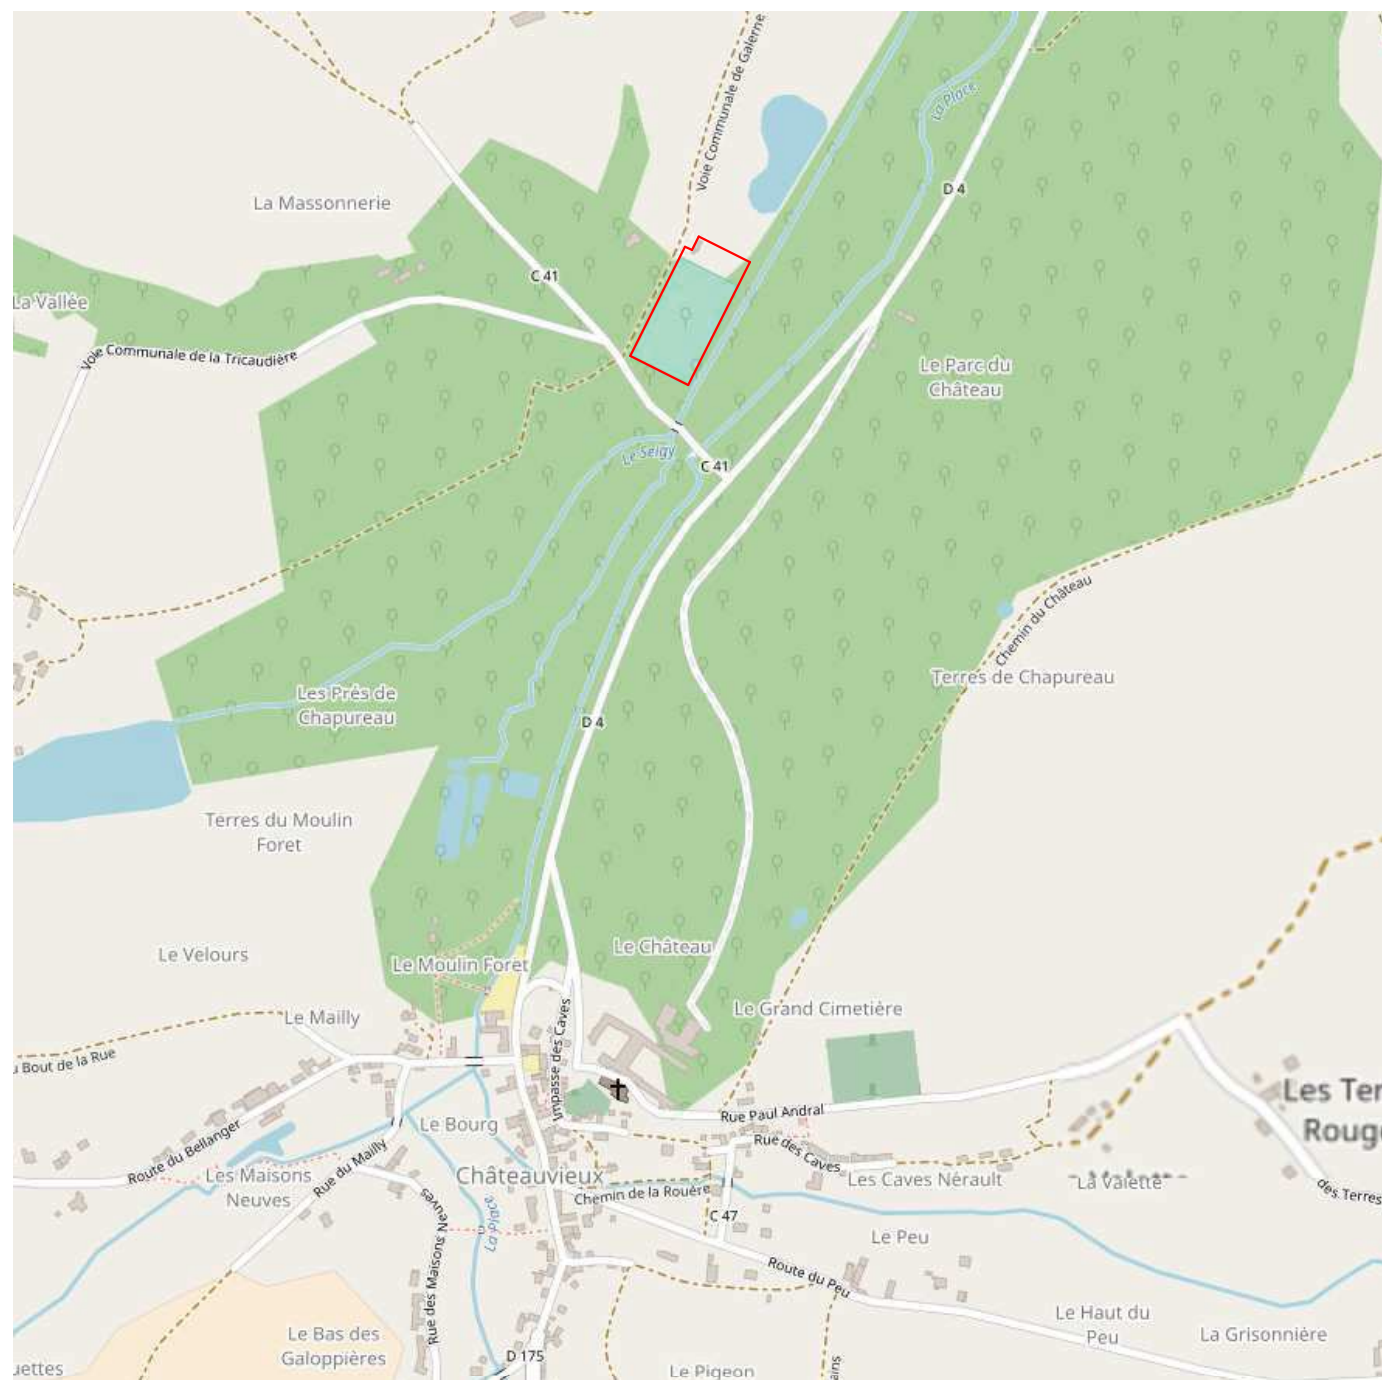 Voie Communale de Galerne
La Place
La Massonnerie
D 4
C 41
La Vallée
Voie Communale de la Tricaudière
Le Parc du
Château
Le Seigy
C 41
Chemin du Château
Terres de Chapureau
Les Prés de
Chapureau
D 4
Terres du Moulin
Foret
Le Velours
Le Château
Le Moulin Foret
Le Grand Cimetière
Le Mailly
u Bout de la Rue
Impasse des Caves
Les Ter
Roug
Rue Paul Andral
Le Bourg
Route du Bellanger
Rue du Mailly
Rue des Caves
Les Maisons
Neuves
Châteauvieux
Les Caves Nérault
La Valette
des Terres
Chemin de la Rouère
Rue des Maisons Neuves
La Place
C 47
Le Peu
Route du Peu
Le Haut du
Peu
La Grisonnière
Le Bas des
Galoppières
D 175
uettes
Le Pigeon
ains